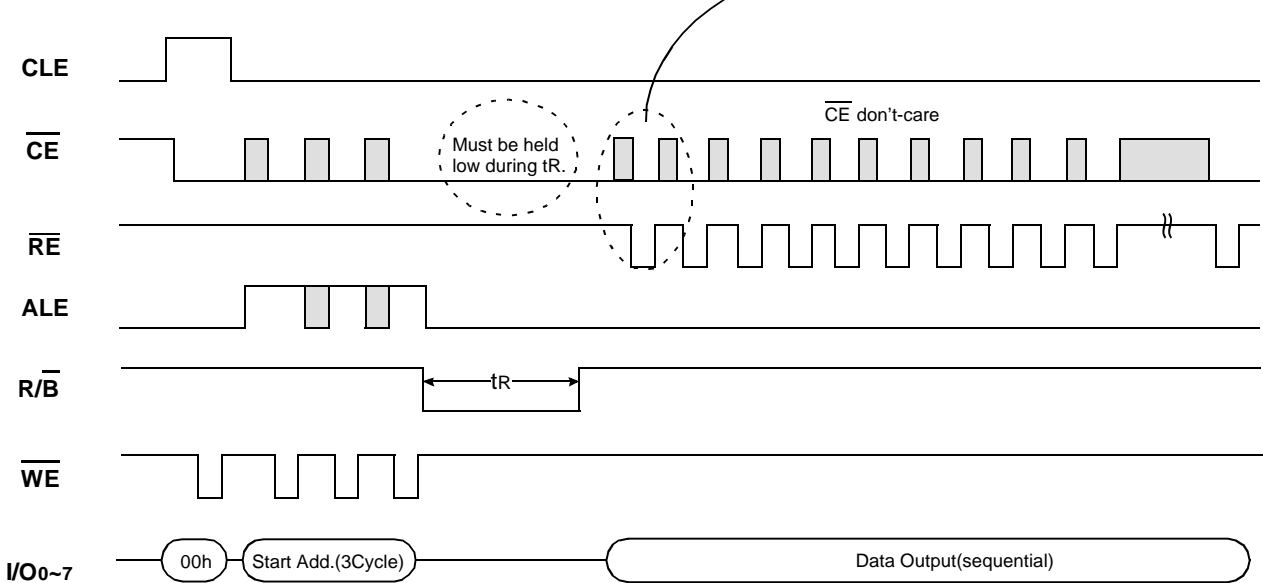 CLE
CE don't-care
CE
Must be held
low during tR.
RE
ALE
R/B
tR
WE
I/O0~7
00h
Start Add.(3Cycle)
Data Output(sequential)